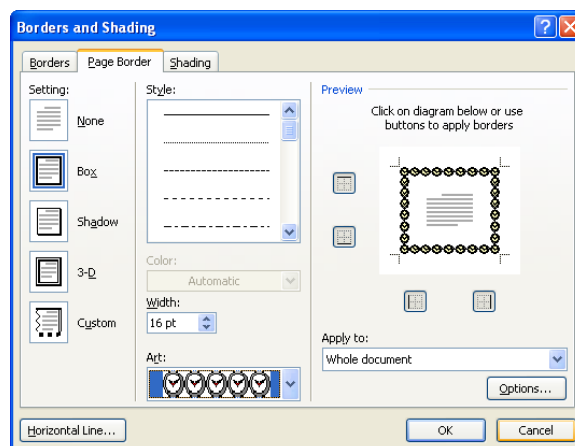 Borders and Shading
Borders
Page Border
Shading
Setting:
None
Box
Shadow
3-D
Custom
Style:
Color:
Automatic
Width:
16 pt
Art:
Preview
Click on diagram below or use
buttons to apply borders
Apply to:
Whole document
Options...
Horizontal Line...
OK
Cancel